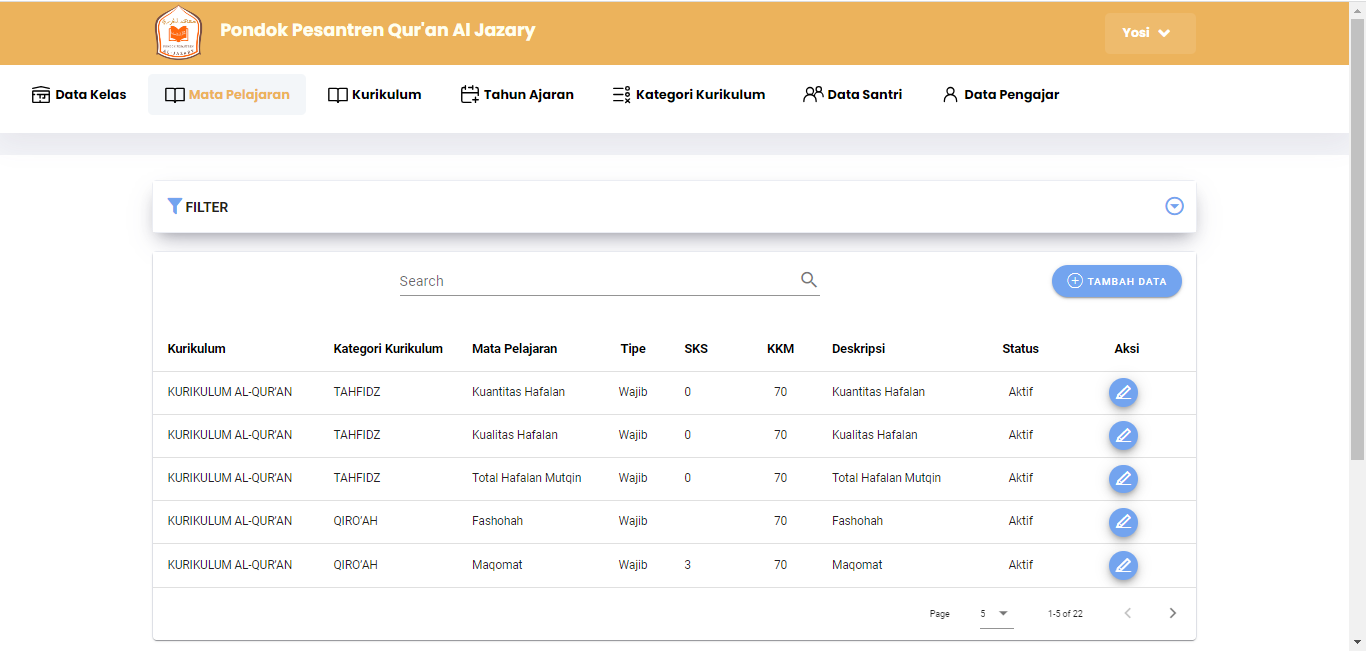 Pondok Pesantren Qur'an Al Jazary
Yosi
Data Kelas Mata Pelajaran Kurikulum Tahun Ajaran Kategori Kurikulum Data Santri Data Pengajar
FILTER
Search
TAMBAH DATA
Kurikulum Kategori Kurikulum Mata Pelajaran Tipe SKS KKM Deskripsi Status Aksi
KURIKULUM AL-QUR'AN TAHFIDZ Kuantitas Hafalan Wajib 0 70 Kuantitas Hafalan Aktif
KURIKULUM AL-QUR'AN TAHFIDZ Kualitas Hafalan Wajib 0 70 Kualitas Hafalan Aktif
KURIKULUM AL-QUR'AN TAHFIDZ Total Hafalan Mutqin Wajib 0 70 Total Hafalan Mutqin Aktif
KURIKULUM AL-QUR'AN QIRO'AH Fashohah Wajib 70 Fashohah Aktif
KURIKULUM AL-QUR'AN QIRO'AH Maqomat Wajib 3 70 Maqomat Aktif
Page 5 1-5 of 22